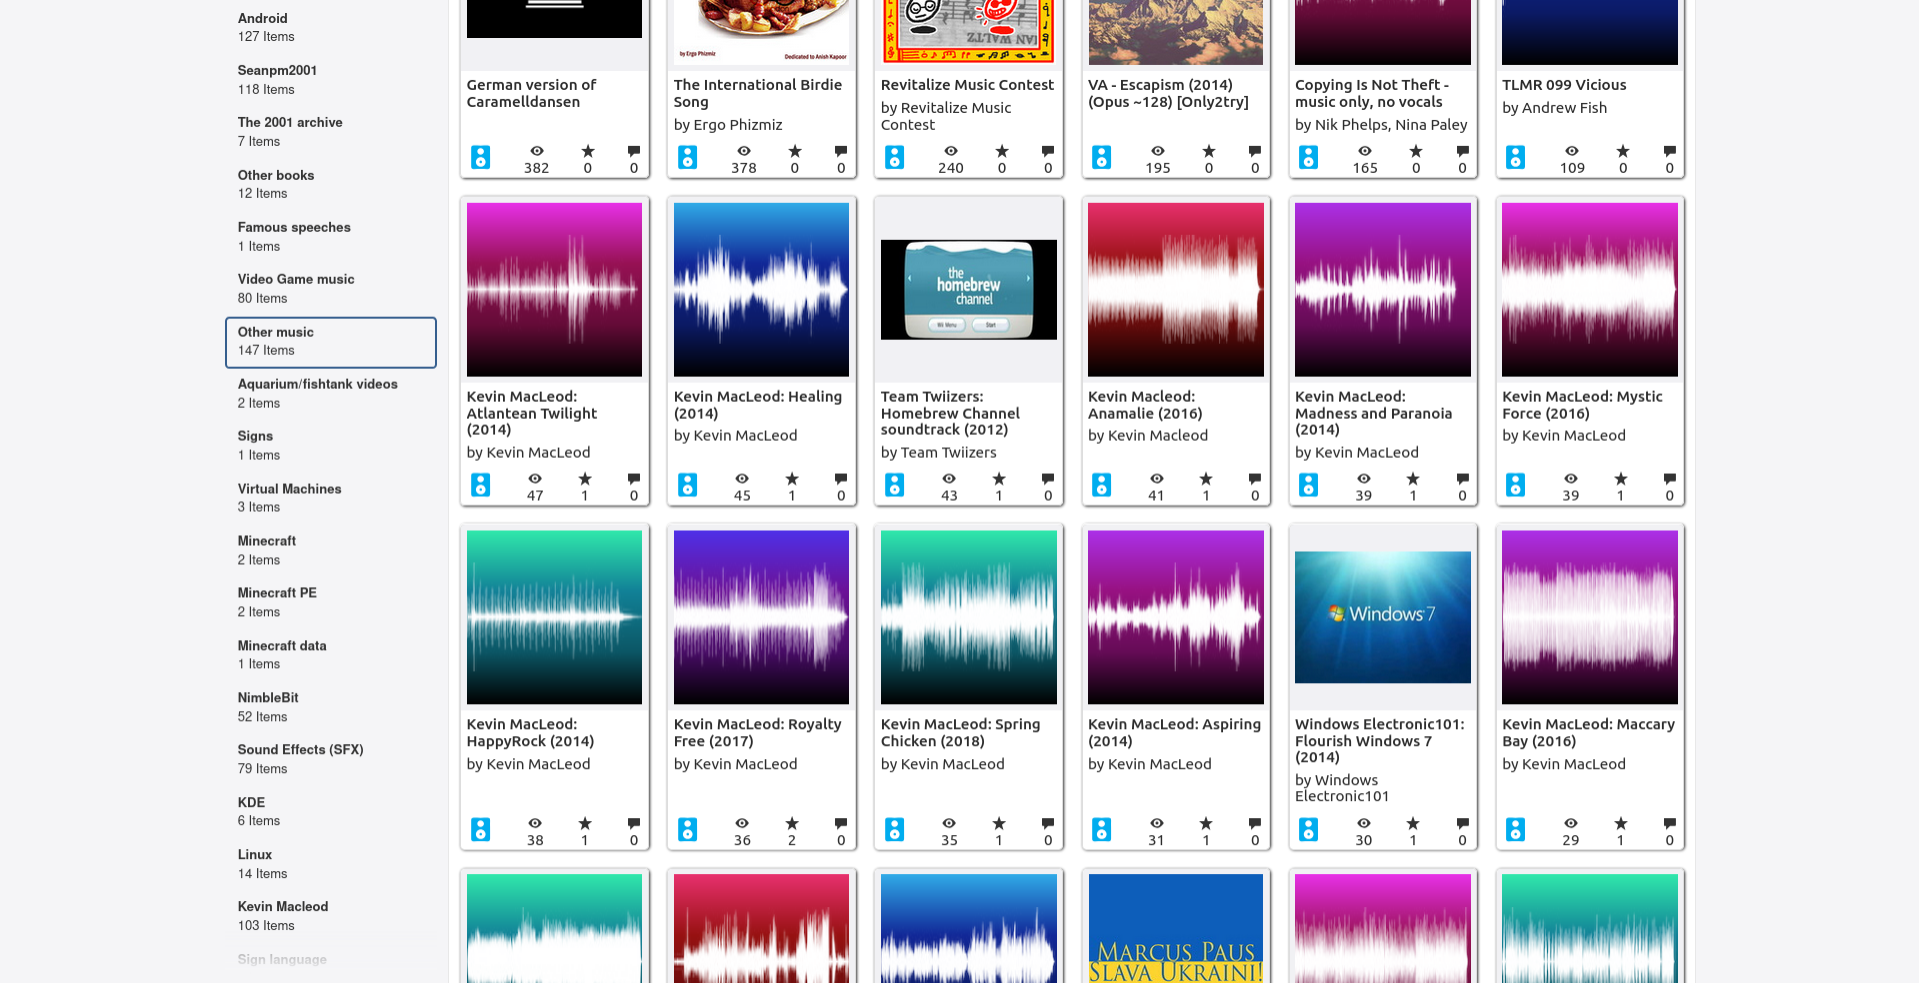 Android
127 Items
Seanpm2001
118 Items
The 2001 archive
7 Items
Other books
12 Items
Famous speeches
1 Items
Video Game music
80 Items
Other music
147 Items
Aquarium/fishtank videos
2 Items
Signs
1 Items
Virtual Machines
3 Items
Minecraft
2 Items
Minecraft PE
2 Items
Minecraft data
1 Items
NimbleBit
52 Items
Sound Effects (SFX)
79 Items
KDE
6 Items
Linux
14 Items
Kevin Macleod
103 Items
Sign language
German version of
Caramelldansen
382
0
0
by Ergo Phizmiz
Dedicated to Anish Kapoor
The International Birdie
Song
by Ergo Phizmiz
378
0
0
Revitalize Music Contest
by Revitalize Music
Contest
240
0
0
VA - Escapism (2014)
(Opus ~128) [Only2try]
195
0
0
Copying Is Not Theft -
music only, no vocals
by Nik Phelps, Nina Paley
165
0
0
TLMR 099 Vicious
by Andrew Fish
109
0
0
Kevin MacLeod:
Atlantean Twilight
(2014)
by Kevin MacLeod
47
1
0
Kevin MacLeod: Healing
(2014)
by Kevin MacLeod
45
1
0
the
homebrew
channel
Wii Menu
Start
Team Twiizers:
Homebrew Channel
soundtrack (2012)
by Team Twiizers
43
1
0
Kevin Macleod:
Anamalie (2016)
by Kevin Macleod
41
1
0
Kevin MacLeod:
Madness and Paranoia
(2014)
by Kevin MacLeod
39
1
0
Kevin MacLeod: Mystic
Force (2016)
by Kevin MacLeod
39
1
0
Kevin MacLeod:
HappyRock (2014)
by Kevin MacLeod
38
1
0
Kevin MacLeod: Royalty
Free (2017)
by Kevin MacLeod
36
2
0
Kevin MacLeod: Spring
Chicken (2018)
by Kevin MacLeod
35
1
0
Kevin MacLeod: Aspiring
(2014)
by Kevin MacLeod
31
1
0
Windows 7
Windows Electronic101:
Flourish Windows 7
(2014)
by Windows
Electronic101
30
1
0
Kevin MacLeod: Maccary
Bay (2016)
by Kevin MacLeod
29
1
0
MARCUS PAUS
SLAVA UKRAINI!